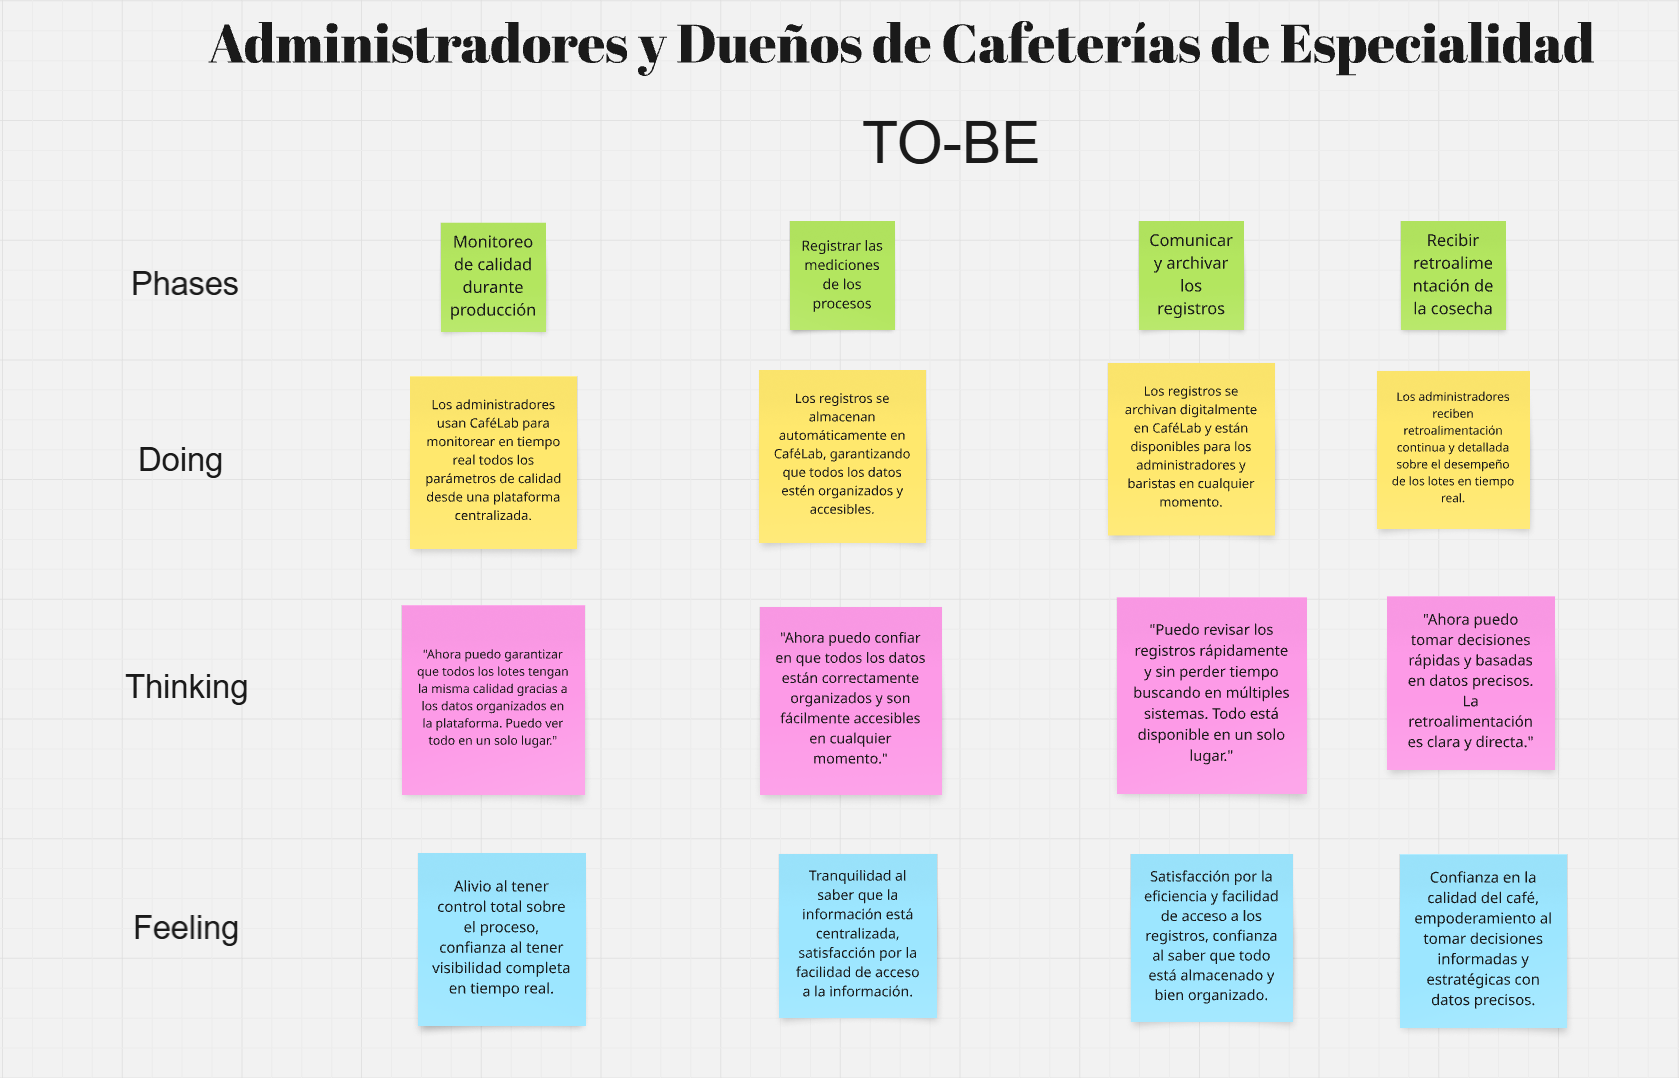 Administradores y Dueños de Cafeterías de Especialidad
TO-BE
Phases
Monitoreo
de calidad
durante
producción
Registrar las
mediciones
de los
procesos
Comunicar
y archivar
los
registros
Recibir
retroalime
ntación de
la cosecha
Doing
Los administradores
usan CaféLab para
monitorear en tiempo
real todos los
parámetros de calidad
desde una plataforma
centralizada.
Los registros se
almacenan
automáticamente en
CaféLab, garantizando
que todos los datos
estén organizados y
accesibles.
Los registros se
archivan digitalmente
en CaféLab y están
disponibles para los
administradores y
baristas en cualquier
momento.
Los administradores
reciben
retroalimentación
continua y detallada
sobre el desempeño
de los lotes en tiempo
real.
Thinking
"Ahora puedo garantizar
que todos los lotes tengan
la misma calidad gracias a
los datos organizados en
la plataforma. Puedo ver
todo en un solo lugar."
"Ahora puedo confiar
en que todos los datos
están correctamente
organizados y son
fácilmente accesibles
en cualquier
momento."
"Puedo revisar los
registros rápidamente
y sin perder tiempo
buscando en múltiples
sistemas. Todo está
disponible en un solo
lugar."
"Ahora puedo
tomar decisiones
rápidas y basadas
en datos precisos.
La
retroalimentación
es clara y directa."
Feeling
Alivio al tener
control total sobre
el proceso,
confianza al tener
visibilidad completa
en tiempo real.
Tranquilidad al
saber que la
información está
centralizada,
satisfacción por la
facilidad de acceso
a la información.
Satisfacción por la
eficiencia y facilidad
de acceso a los
registros, confianza
al saber que todo
está almacenado y
bien organizado.
Confianza en la
calidad del café,
empoderamiento al
tomar decisiones
informadas y
estratégicas con
datos precisos.